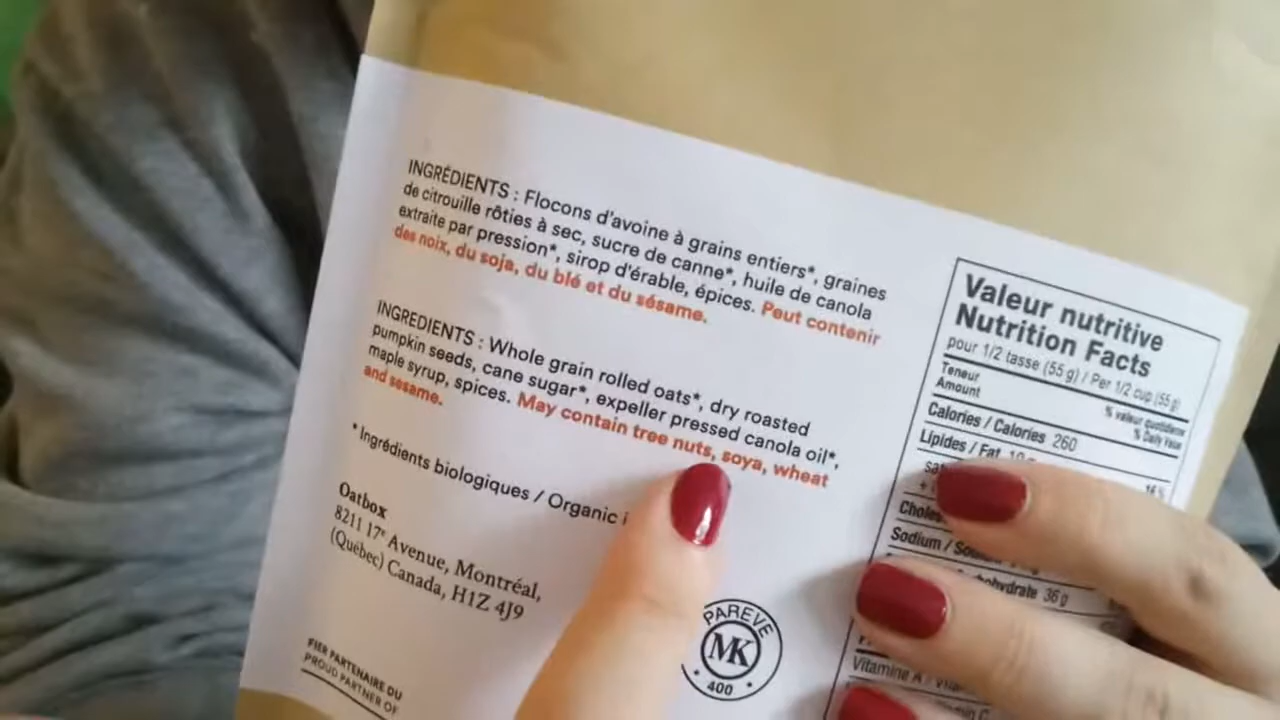 INGRÉDIENTS : Flocons d'avoine à grains entiers*, graines
de citrouille rôties à sec, sucre de canne*, huile de canola
extraite par pression*, sirop d'érable, épices. Peut contenir
des noix, du soja, du blé et du sésame.
INGREDIENTS : Whole grain rolled oats*, dry roasted
pumpkin seeds, cane sugar*, expeller pressed canola oil*,
maple syrup, spices. May contain tree nuts, soya, wheat
and sesame.
* Ingrédients biologiques / Organic
Oatbox
8211 17e Avenue, Montréal,
(Québec) Canada, H1Z 4J9
FIER PARTENAIRE DU
PROUD PARTNER OF
PAREVE
MK
400
Valeur nutritive
Nutrition Facts
pour 1/2 tasse (55 g) / Per 1/2 cup (55 g)
Teneur
Amount
% valeur quotidienne
% Daily Value
Calories / Calories 260
Lipides / Fat
Sodium /
36 g
Vitamine A /